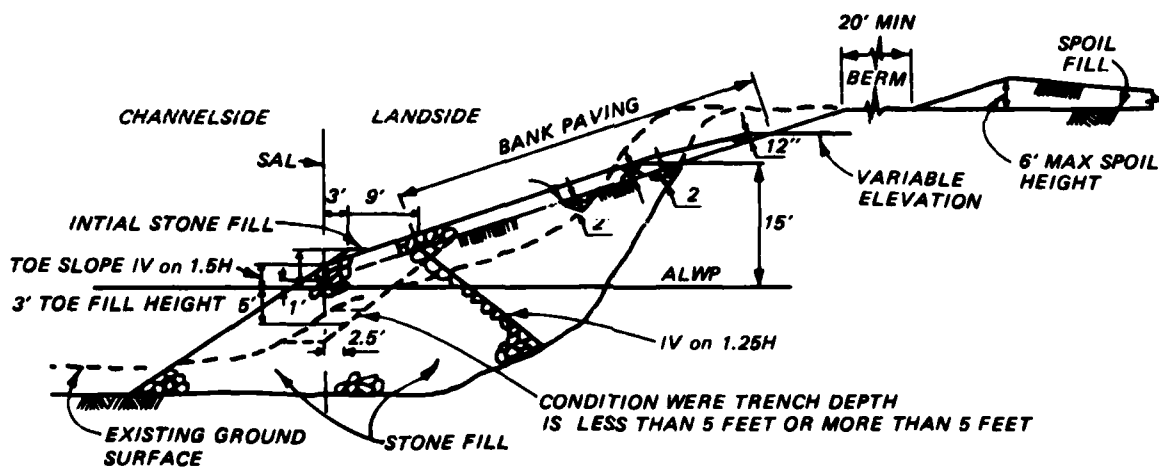 20' MIN
BERM
SPOIL
FILL
CHANNELSIDE
LANDSIDE
BANK PAVING
SAL
3'
9'
12"
6' MAX SPOIL
HEIGHT
VARIABLE
ELEVATION
INTIAL STONE FILL
2
2
15'
TOE SLOPE IV on 1.5H
ALWP
3' TOE FILL HEIGHT
5'
1'
2.5'
IV on 1.25H
CONDITION WERE TRENCH DEPTH
IS LESS THAN 5 FEET OR MORE THAN 5 FEET
EXISTING GROUND
SURFACE
STONE FILL